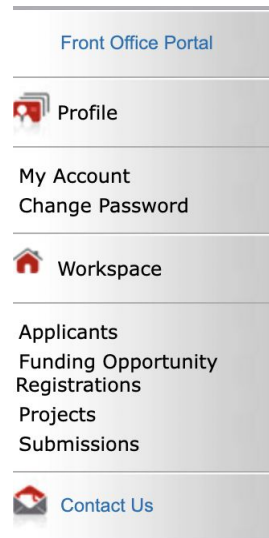 Front Office Portal
Profile
My Account
Change Password
Workspace
Applicants
Funding Opportunity
Registrations
Projects
Submissions
Contact Us